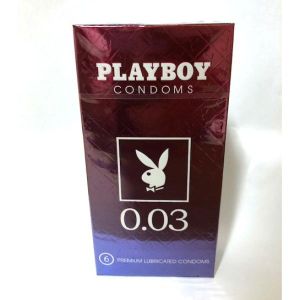 PLAYBOY
CONDOMS
0.03
6 PREMIUM LUBRICATED CONDOMS